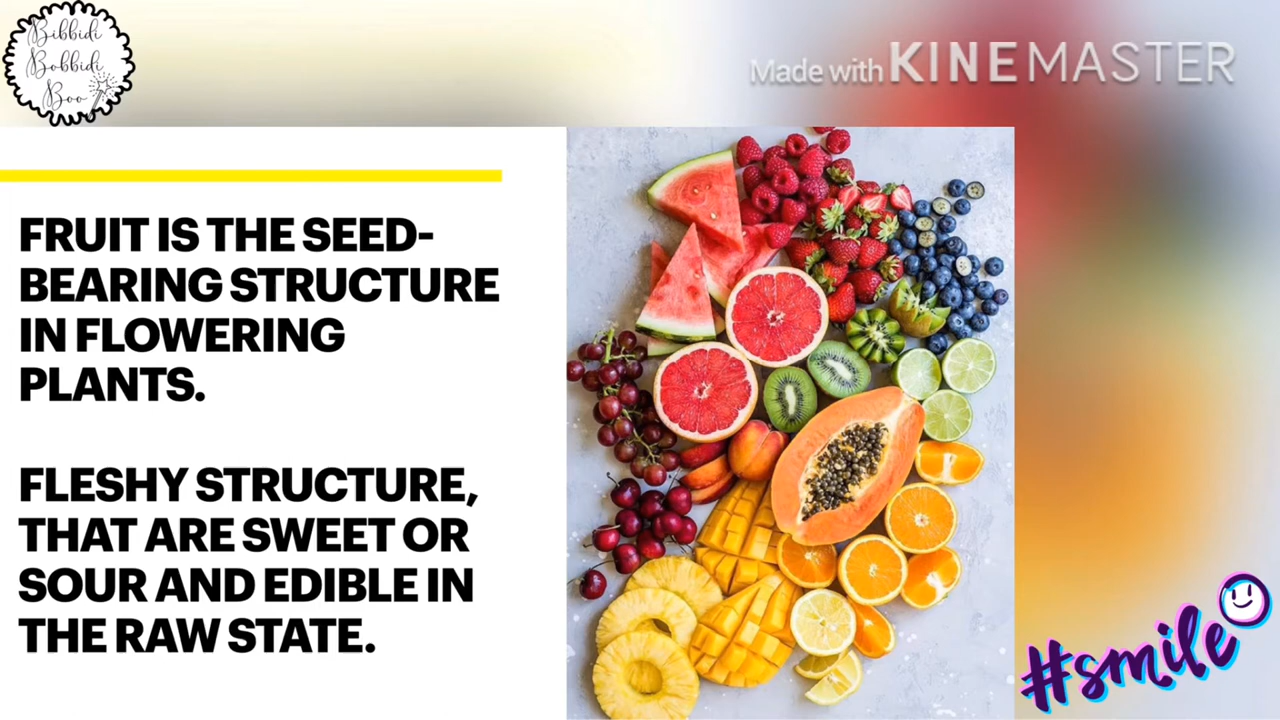 Bibbidi
Bobbidi
Boo
Made with KINEMASTER
FRUIT IS THE SEED-
BEARING STRUCTURE
IN FLOWERING
PLANTS.
FLESHY STRUCTURE,
THAT ARE SWEET OR
SOUR AND EDIBLE IN
THE RAW STATE.
#smile